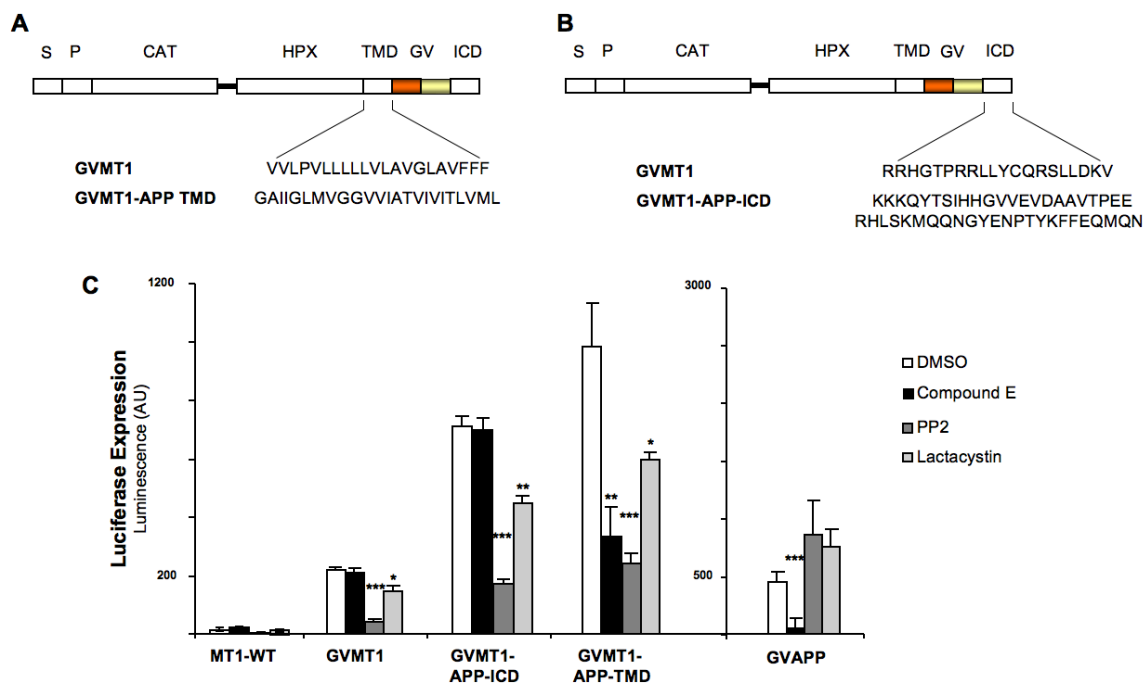 A
S P CAT HPX TMD GV ICD
GVMT1 VVLPVLLLLLVLAVGLAVFFF
GVMT1-APP TMD GAIIGLMVGGVVIATVIVITLVML
B
S P CAT HPX TMD GV ICD
GVMT1 RRHGTPRRLLYCQRSLLDKV
GVMT1-APP-ICD KKKQYTSIHHGVVEVDAAVTPEE
RHLSKMQQNGYENPTYKFFEQMQN
C
Luciferase Expression
Luminescence (AU)
1200
200
*** *
*** **
** *** *
3000
500
***
MT1-WT
GVMT1
GVMT1-
APP-ICD
GVMT1-
APP-TMD
GVAPP
DMSO
Compound E
PP2
Lactacystin